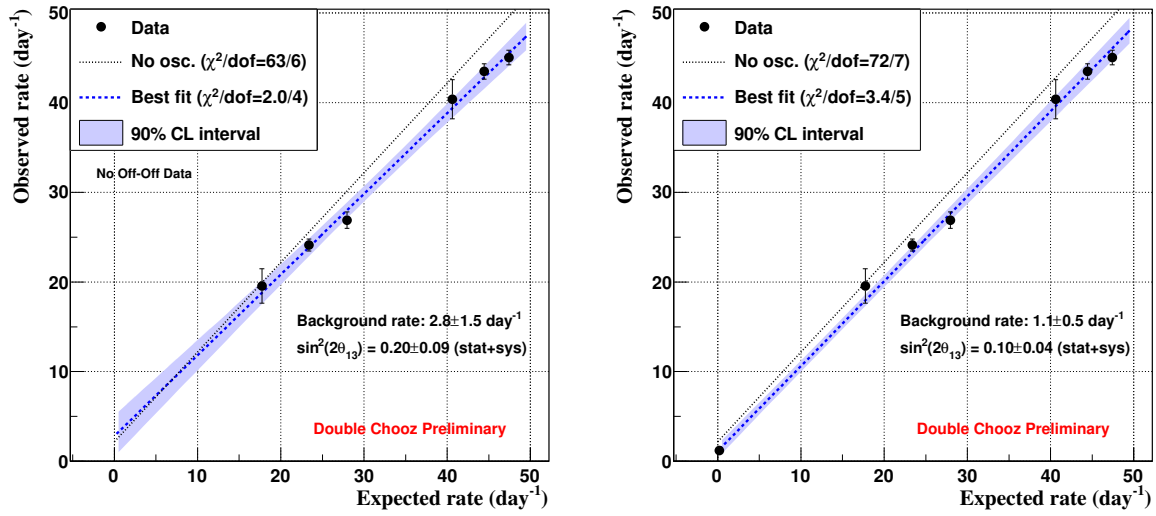 Observed rate (day⁻¹)
50
40
30
20
10
0
Data
No osc. (χ²/dof=63/6)
Best fit (χ²/dof=2.0/4)
90% CL interval
No Off-Off Data
Background rate: 2.8±1.5 day⁻¹
sin²(2θ₁₃) = 0.20±0.09 (stat+sys)
Double Chooz Preliminary
0 10 20 30 40 50
Expected rate (day⁻¹)
Observed rate (day⁻¹)
50
40
30
20
10
0
Data
No osc. (χ²/dof=72/7)
Best fit (χ²/dof=3.4/5)
90% CL interval
Background rate: 1.1±0.5 day⁻¹
sin²(2θ₁₃) = 0.10±0.04 (stat+sys)
Double Chooz Preliminary
0 10 20 30 40 50
Expected rate (day⁻¹)